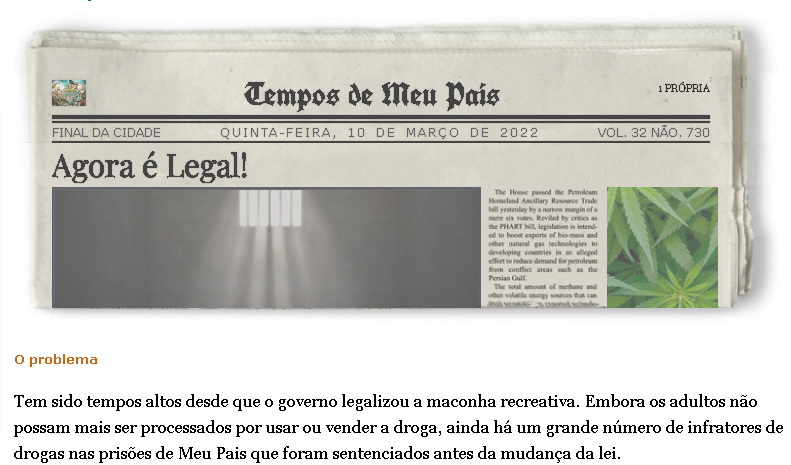 Tempos de Meu País
1 PRÓPRIA
FINAL DA CIDADE QUINTA-FEIRA, 10 DE MARÇO DE 2022 VOL. 32 NÃO. 730
Agora é Legal!
The House passed the Petroleum
Homeland Ancillary Resource Trade
bill yesterday by a narrow margin of a
mere six votes. Reviled by critics as
the PHART bill, legislation is intend-
ed to boost exports of bio-mass and
other natural gas technologies to
developing countries in an alleged
effort to reduce demand for petroleum
from conflict areas such as the
Persian Gulf.
The total amount of methane and
other volatile energy sources that can
O problema
Tem sido tempos altos desde que o governo legalizou a maconha recreativa. Embora os adultos não
possam mais ser processados por usar ou vender a droga, ainda há um grande número de infratores de
drogas nas prisões de Meu Pais que foram sentenciados antes da mudança da lei.